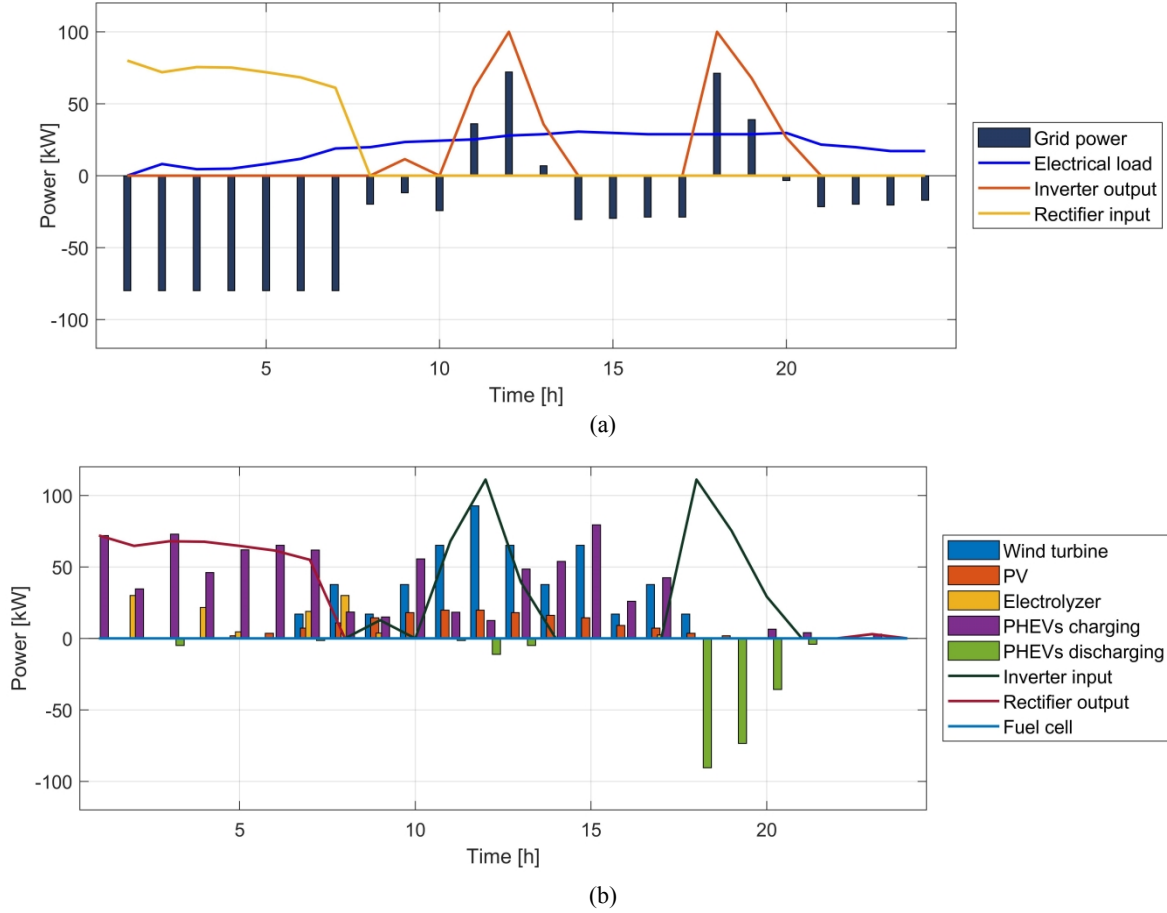 100
50
0
-50
-100
Power [kW]
5
10
15
20
Time [h]
Grid power
Electrical load
Inverter output
Rectifier input
(a)
100
50
0
-50
-100
Power [kW]
5
10
15
20
Time [h]
Wind turbine
PV
Electrolyzer
PHEVs charging
PHEVs discharging
Inverter input
Rectifier output
Fuel cell
(b)